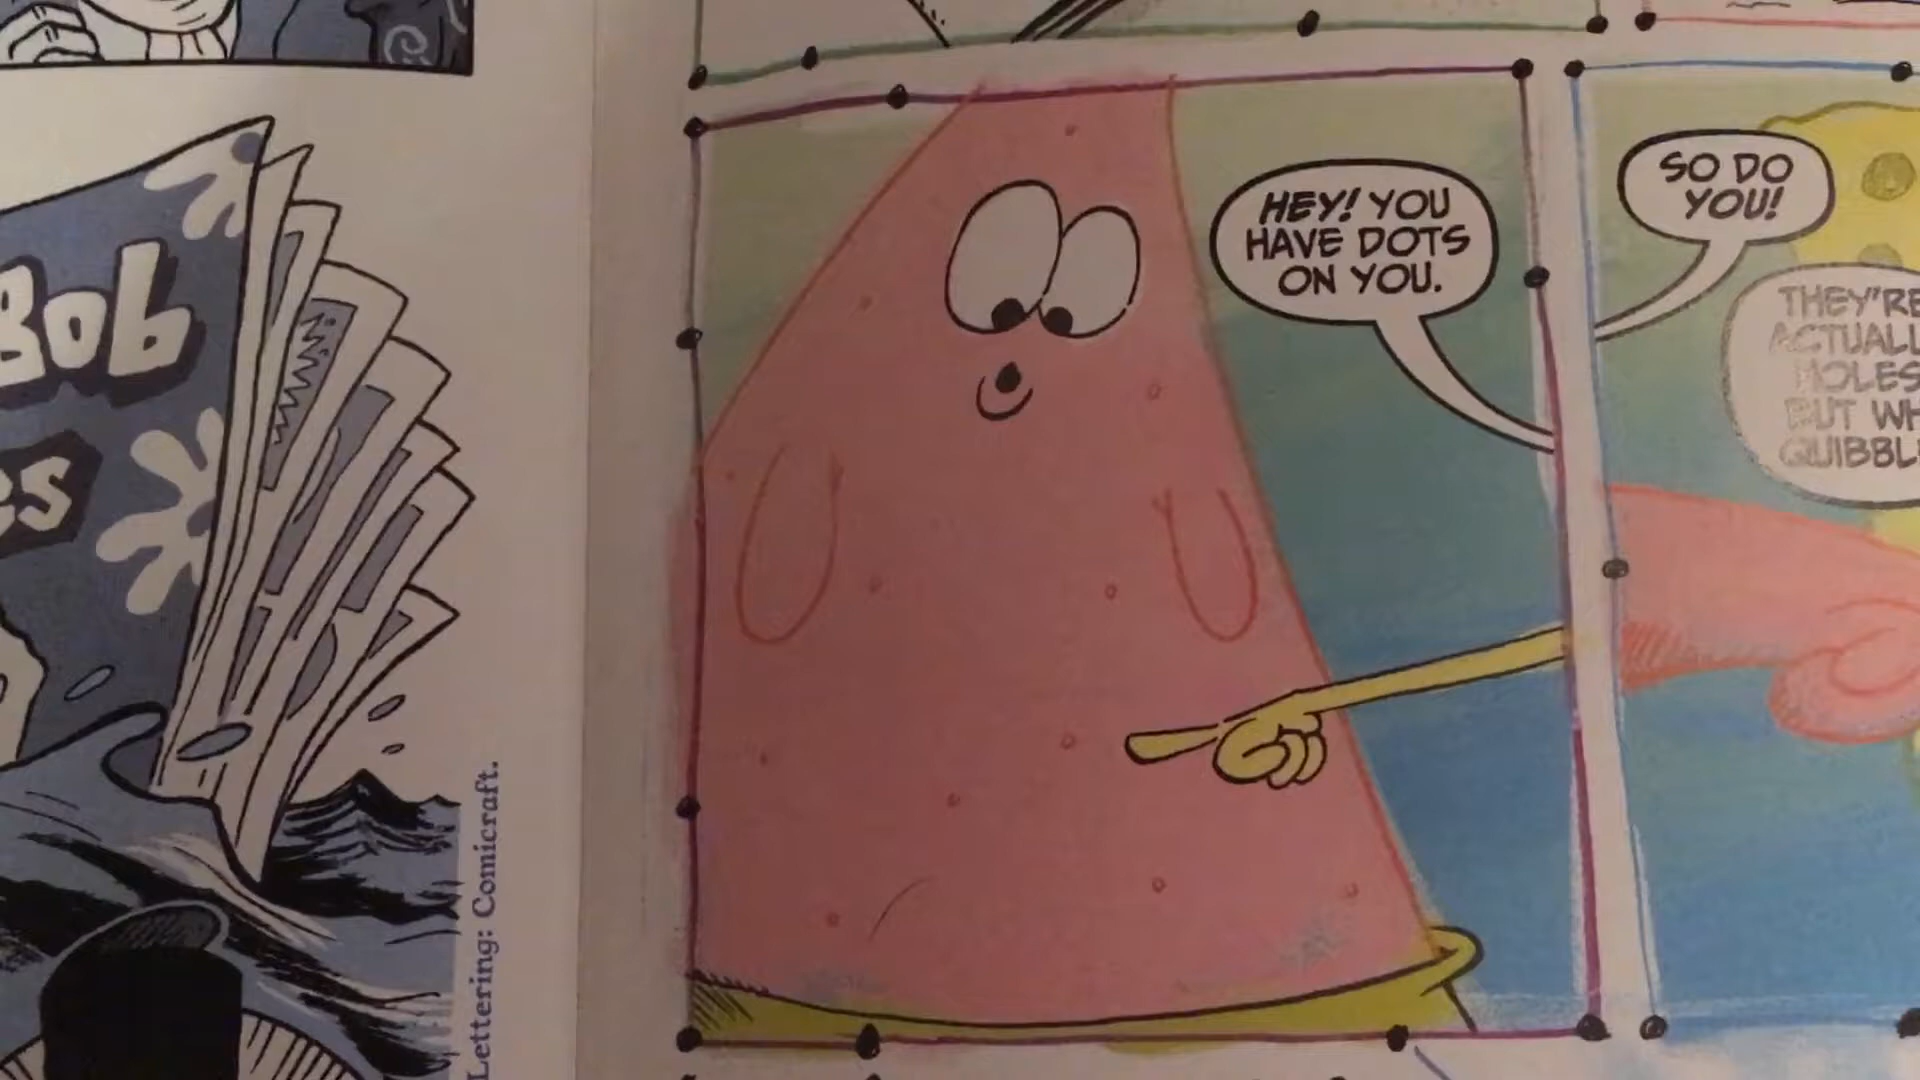 Bob
es
Lettering: Comicraft.
HEY! YOU
HAVE DOTS
ON YOU.
SO DO
YOU!
THEY'RE
ACTUALL
HOLES
BUT WH
QUIBBL